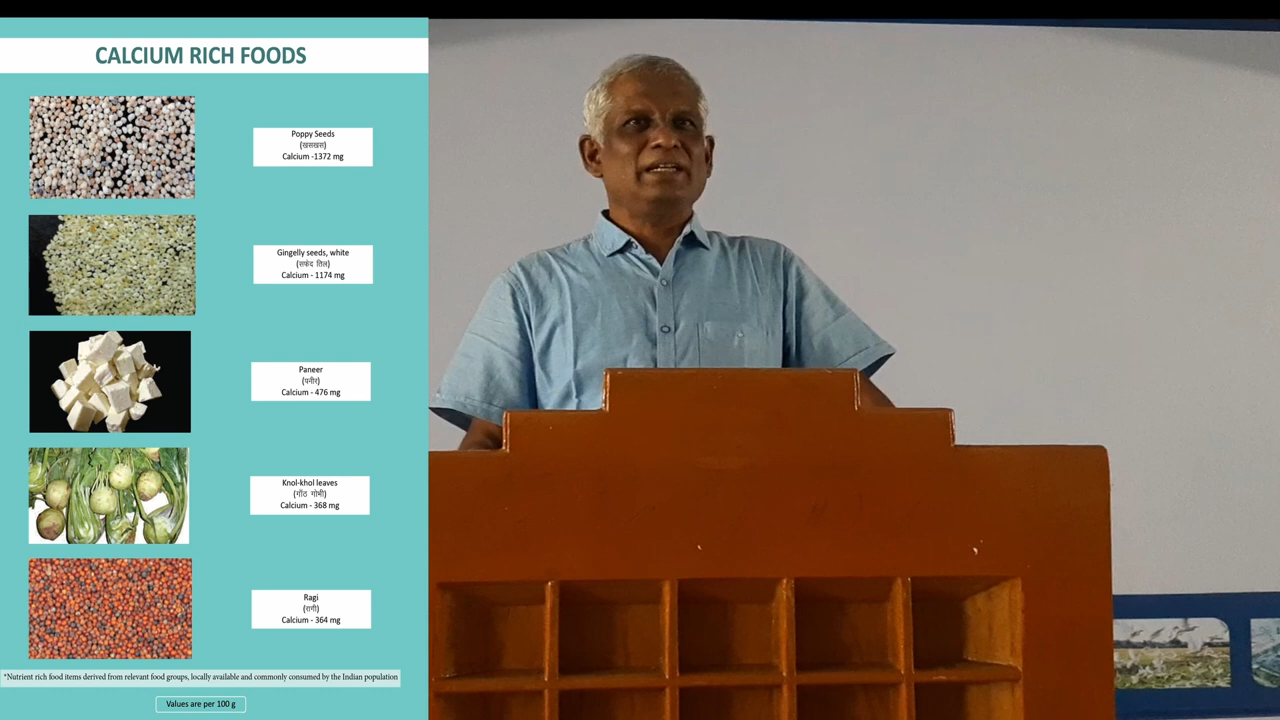 CALCIUM RICH FOODS
Poppy Seeds
(खसखस)
Calcium -1372 mg
Gingelly seeds, white
(सफेद तिल)
Calcium - 1174 mg
Paneer
(पनीर)
Calcium - 476 mg
Knol-khol leaves
(गाँठ गोभी)
Calcium - 368 mg
Ragi
(रागी)
Calcium - 364 mg
*Nutrient rich food items derived from relevant food groups, locally available and commonly consumed by the Indian population
Values are per 100 g